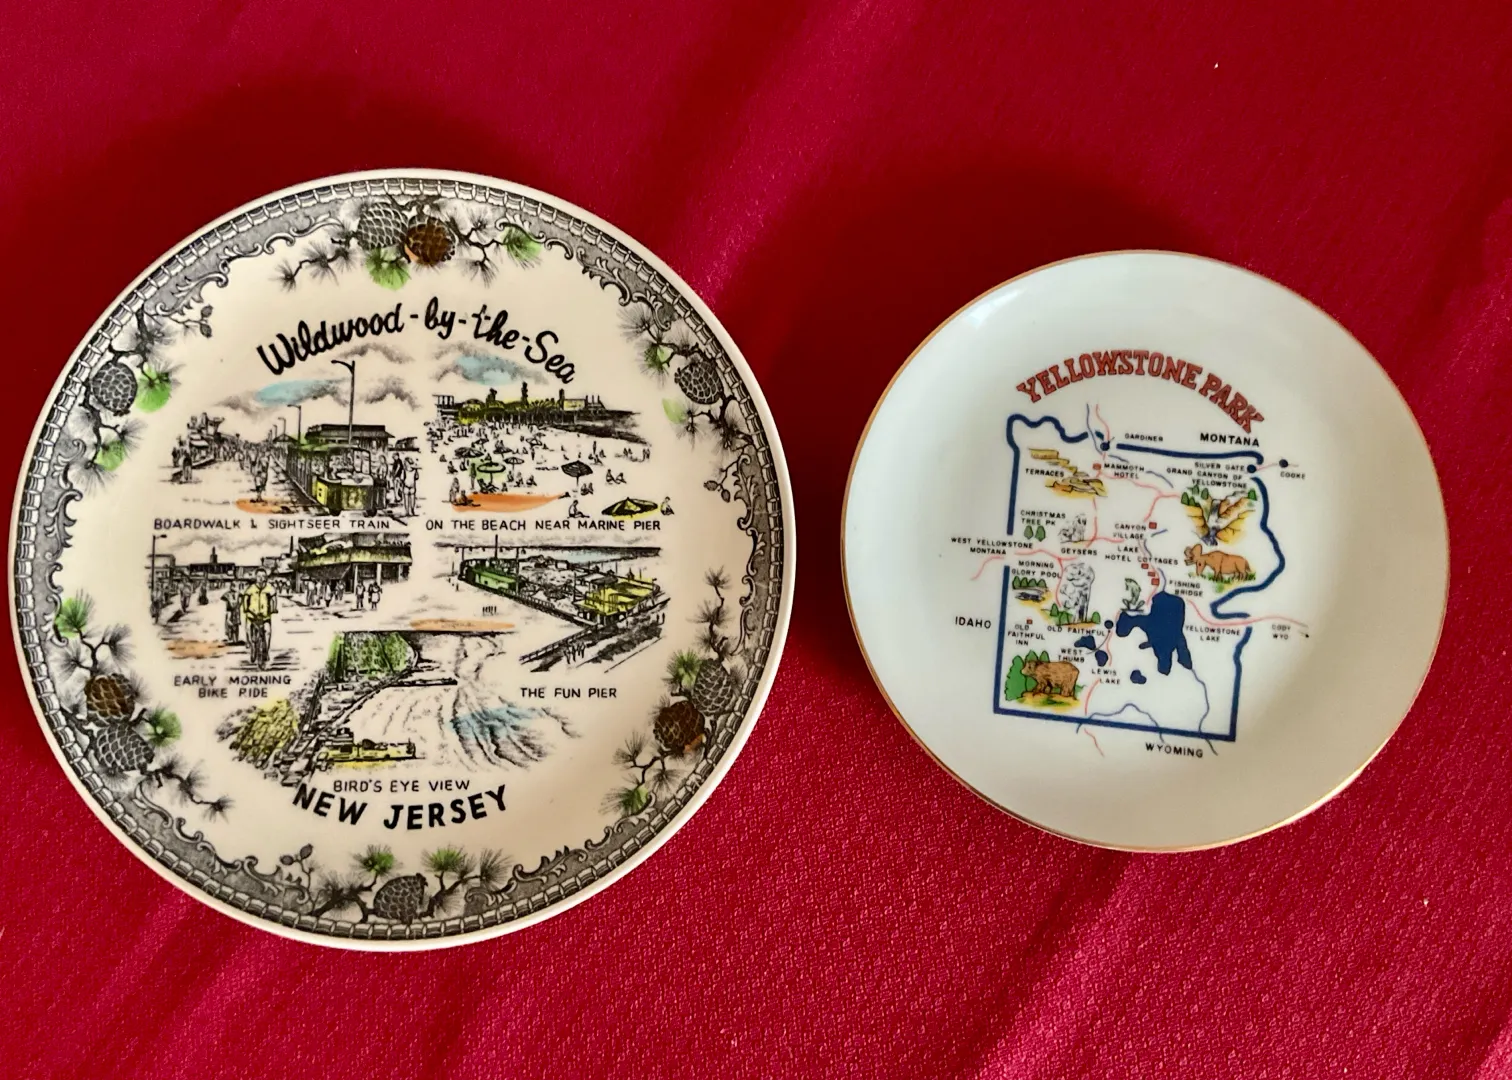 Wildwood-by-the-Sea
BOARDWALK & SIGHTSEER TRAIN
ON THE BEACH NEAR MARINE PIER
EARLY MORNING
BIKE RIDE
THE FUN PIER
BIRD'S EYE VIEW
NEW JERSEY
YELLOWSTONE PARK
GARDINER
MONTANA
TERRACES
MAMMOTH
HOTEL
SILVER GATE
COOKE
GRAND CANYON OF
YELLOWSTONE
CHRISTMAS
TREE PK
CANYON
VILLAGE
WEST YELLOWSTONE
MONTANA
GEYSERS
LAKE
HOTEL COTTAGES
MORNING
GLORY POOL
FISHING
BRIDGE
IDAHO
OLD
FAITHFUL
INN
OLD FAITHFUL
YELLOWSTONE
LAKE
CODY
WYO
WEST
THUMB
LEWIS
LAKE
WYOMING